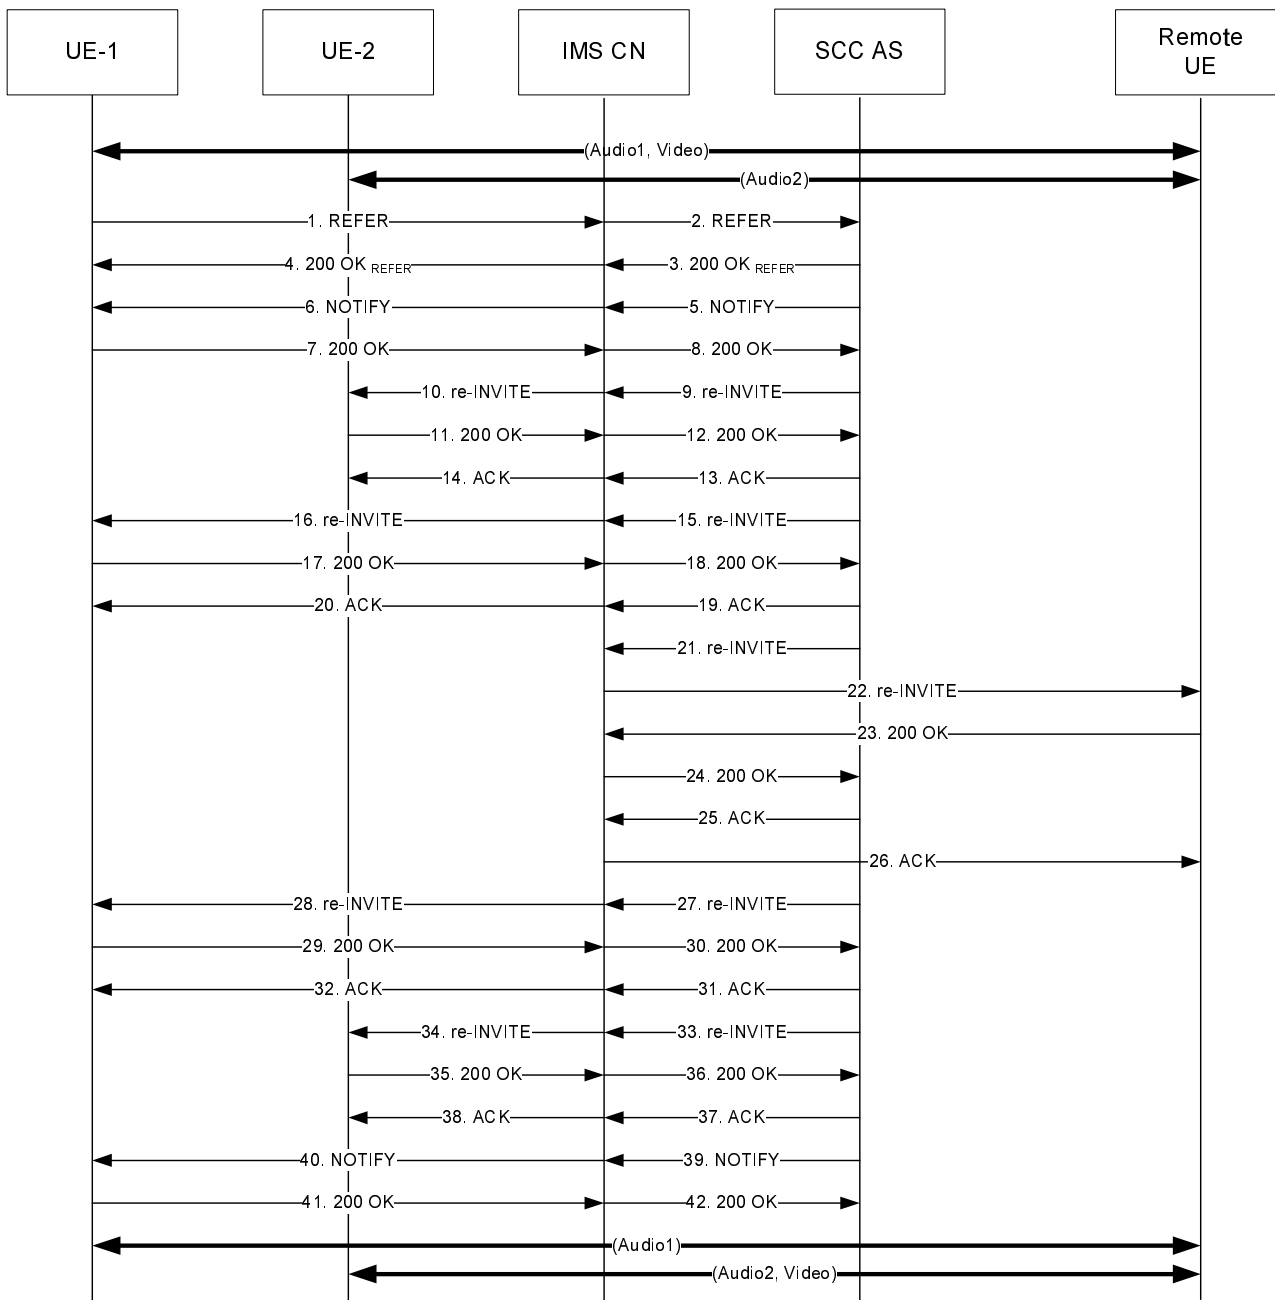 UE-1
UE-2
IMS CN
SCC AS
Remote
UE
(Audio1, Video)
(Audio2)
1. REFER
2. REFER
4. 200 OK REFER
3. 200 OK REFER
6. NOTIFY
5. NOTIFY
7. 200 OK
8. 200 OK
10. re-INVITE
9. re-INVITE
11. 200 OK
12. 200 OK
14. ACK
13. ACK
16. re-INVITE
15. re-INVITE
17. 200 OK
18. 200 OK
20. ACK
19. ACK
21. re-INVITE
22. re-INVITE
23. 200 OK
24. 200 OK
25. ACK
26. ACK
28. re-INVITE
27. re-INVITE
29. 200 OK
30. 200 OK
32. ACK
31. ACK
34. re-INVITE
33. re-INVITE
35. 200 OK
36. 200 OK
38. ACK
37. ACK
40. NOTIFY
39. NOTIFY
41. 200 OK
42. 200 OK
(Audio1)
(Audio2, Video)